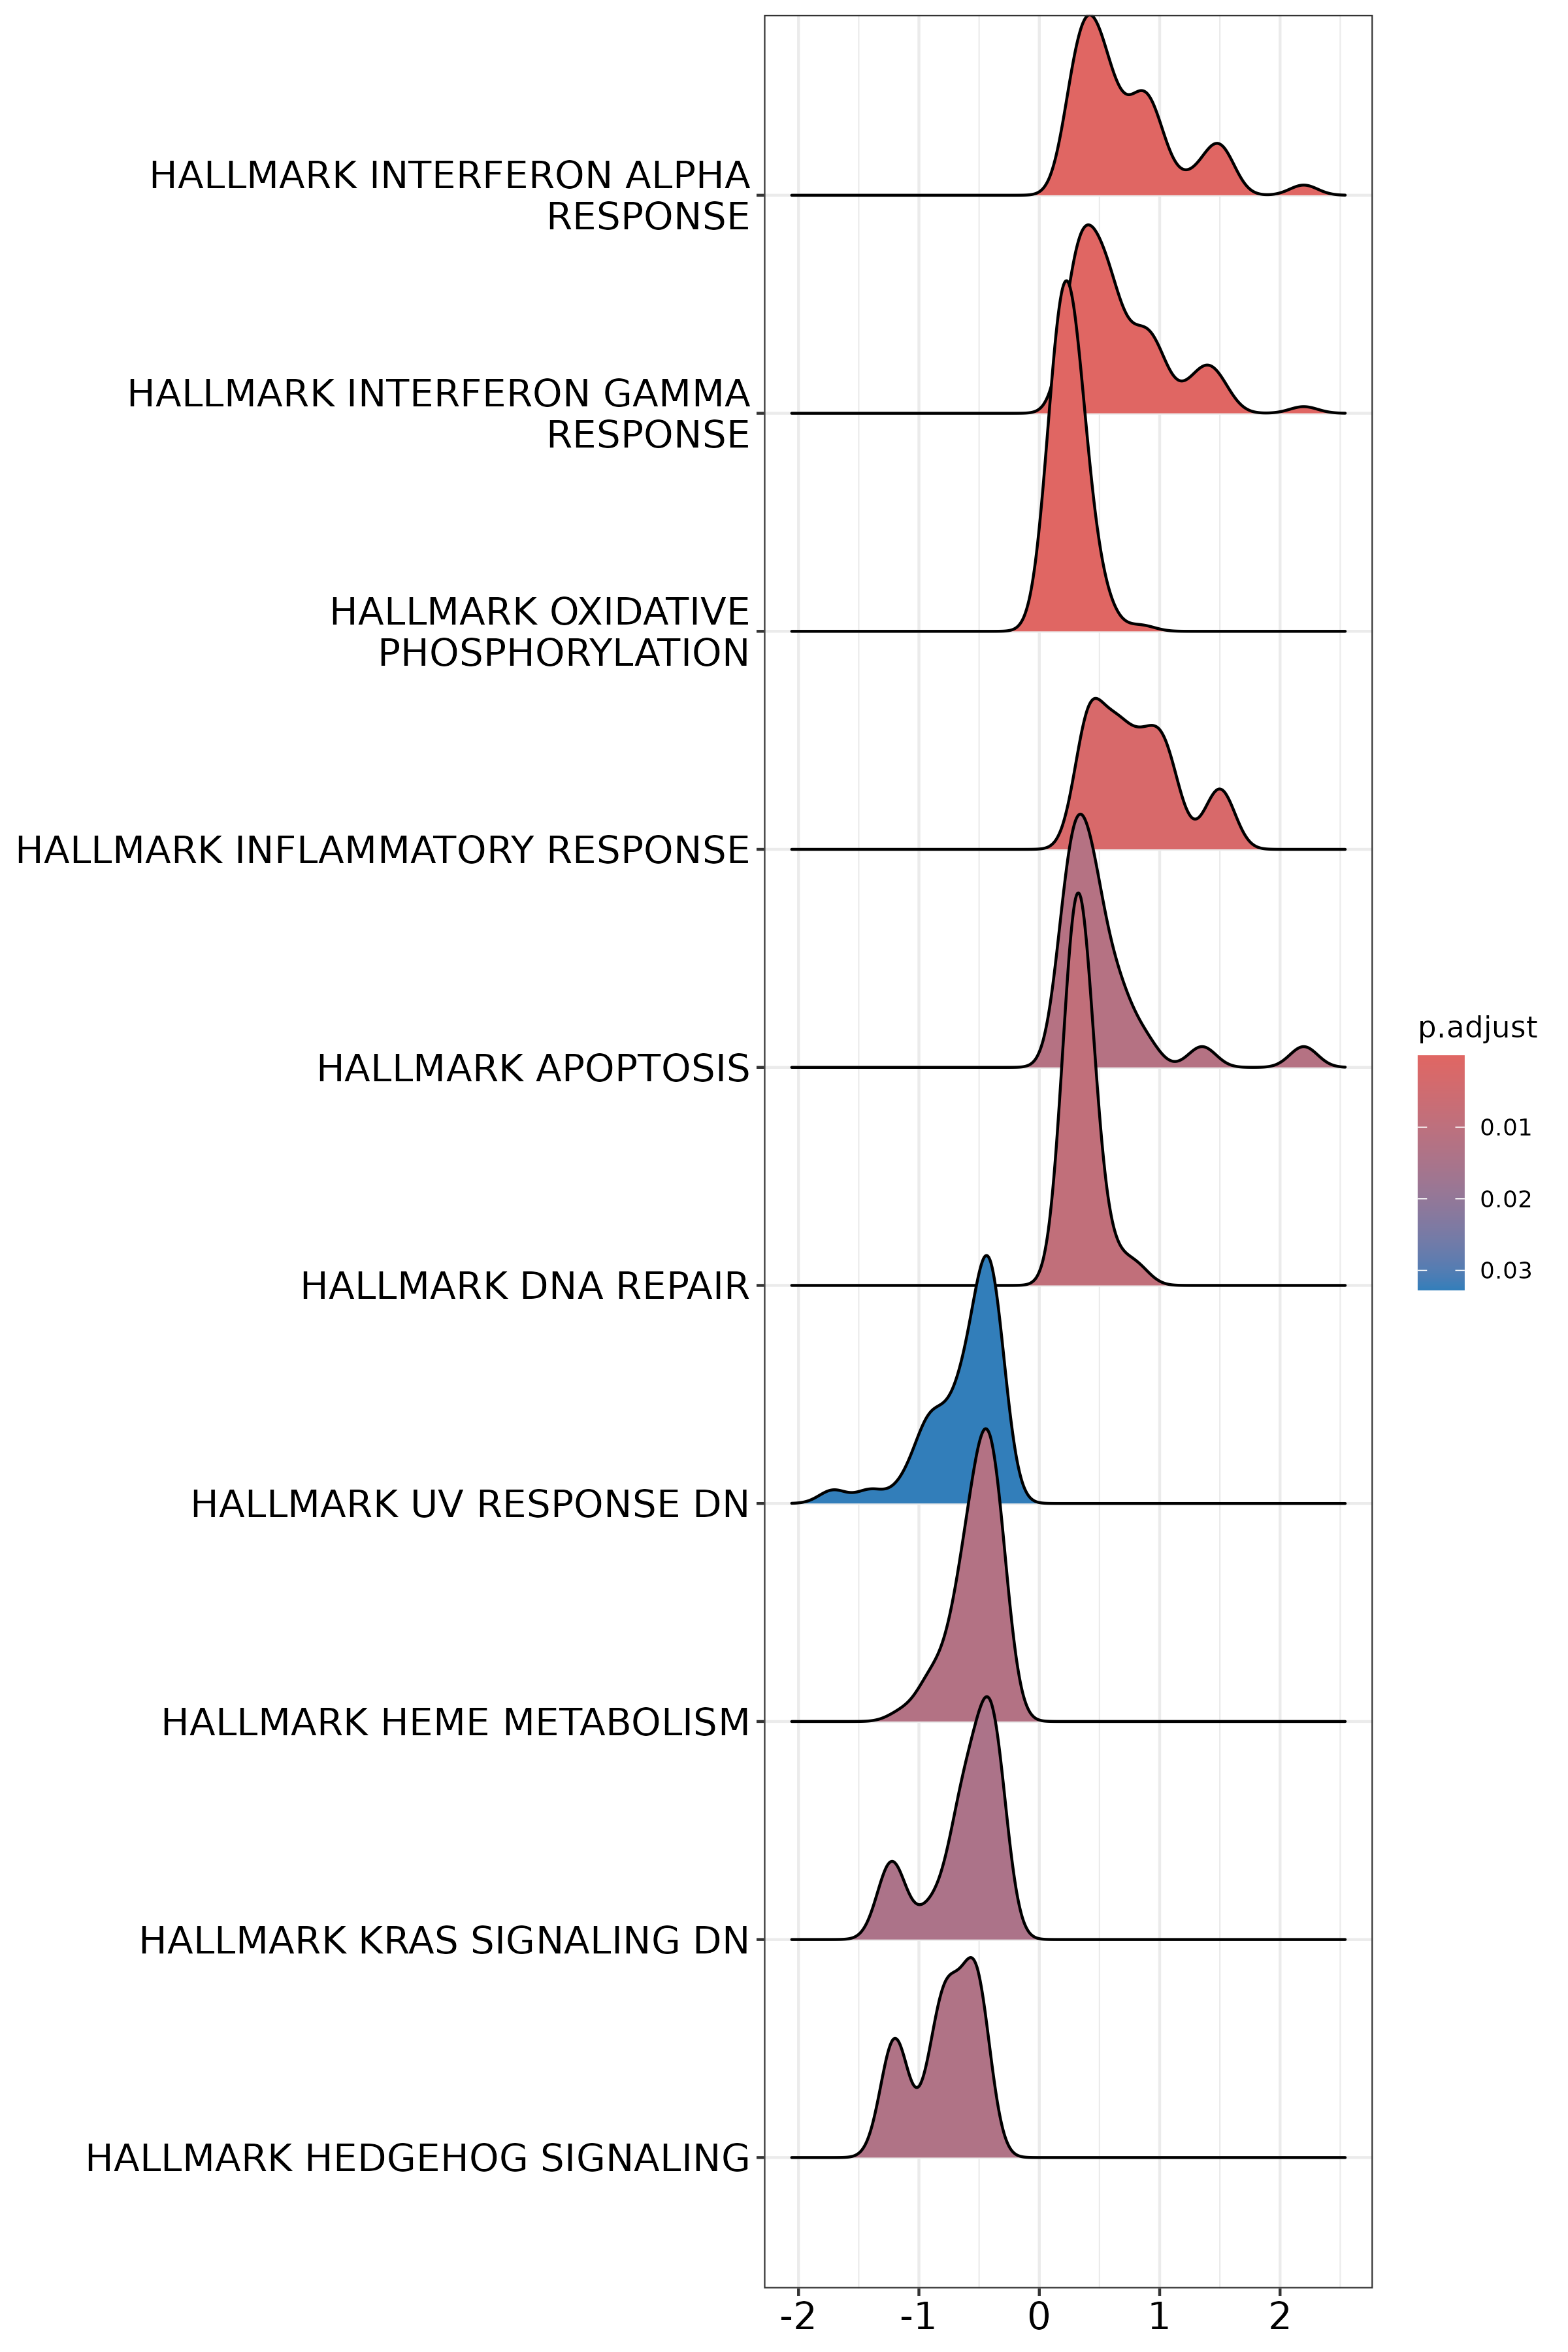 HALLMARK INTERFERON ALPHA
RESPONSE
HALLMARK INTERFERON GAMMA
RESPONSE
HALLMARK OXIDATIVE
PHOSPHORYLATION
HALLMARK INFLAMMATORY RESPONSE
HALLMARK APOPTOSIS
HALLMARK DNA REPAIR
HALLMARK UV RESPONSE DN
HALLMARK HEME METABOLISM
HALLMARK KRAS SIGNALING DN
HALLMARK HEDGEHOG SIGNALING
-2 -1 0 1 2
p.adjust
0.01
0.02
0.03